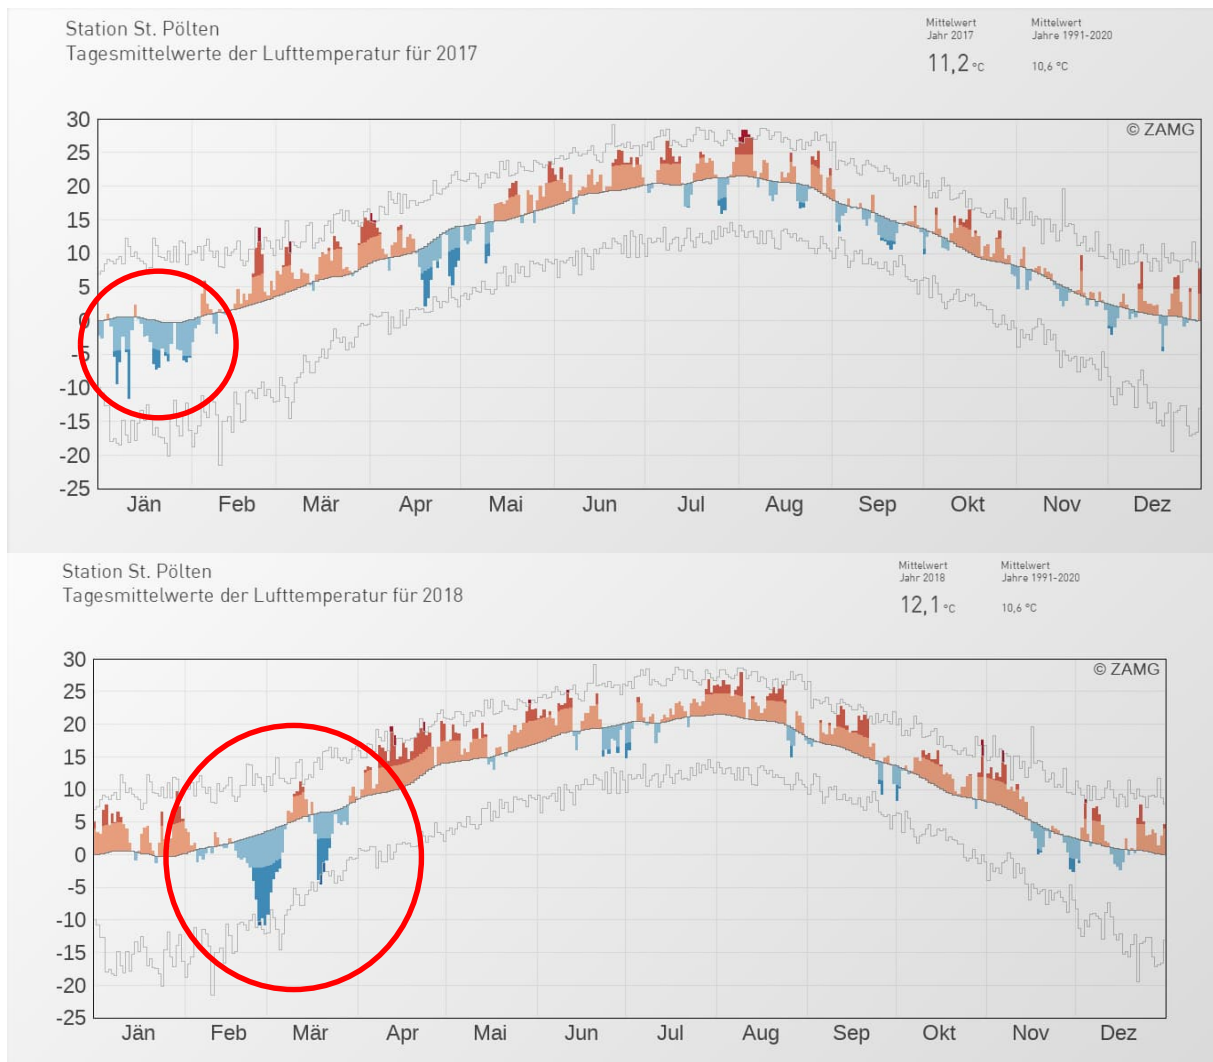 Station St. Pölten
Tagesmittelwerte der Lufttemperatur für 2017
Mittelwert
Jahr 2017
11,2 °C
Mittelwert
Jahre 1991-2020
10,6 °C
© ZAMG
30
25
20
15
10
5
0
-5
-10
-15
-20
-25
Jän Feb Mär Apr Mai Jun Jul Aug Sep Okt Nov Dez
Station St. Pölten
Tagesmittelwerte der Lufttemperatur für 2018
Mittelwert
Jahr 2018
12,1 °C
Mittelwert
Jahre 1991-2020
10,6 °C
© ZAMG
30
25
20
15
10
5
0
-5
-10
-15
-20
-25
Jän Feb Mär Apr Mai Jun Jul Aug Sep Okt Nov Dez